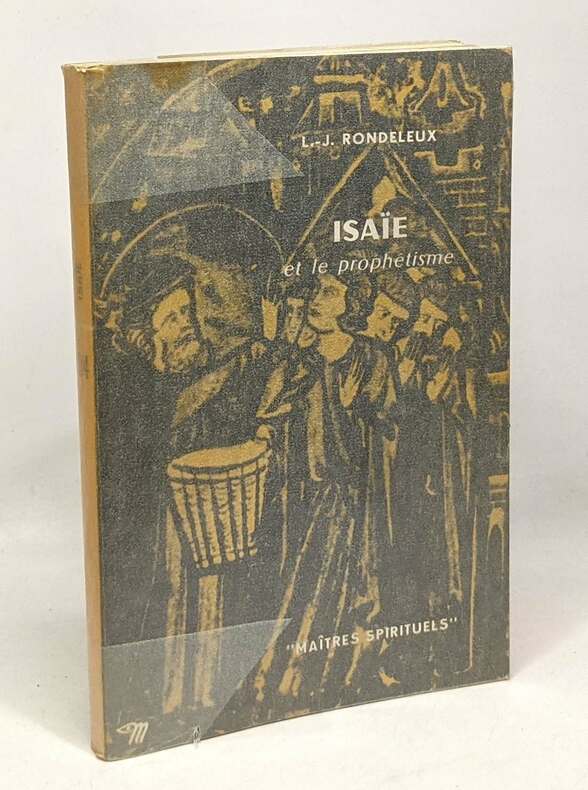 L.-J. RONDELEUX
ISAÏE
et le prophétisme
"MAÎTRES SPIRITUELS"